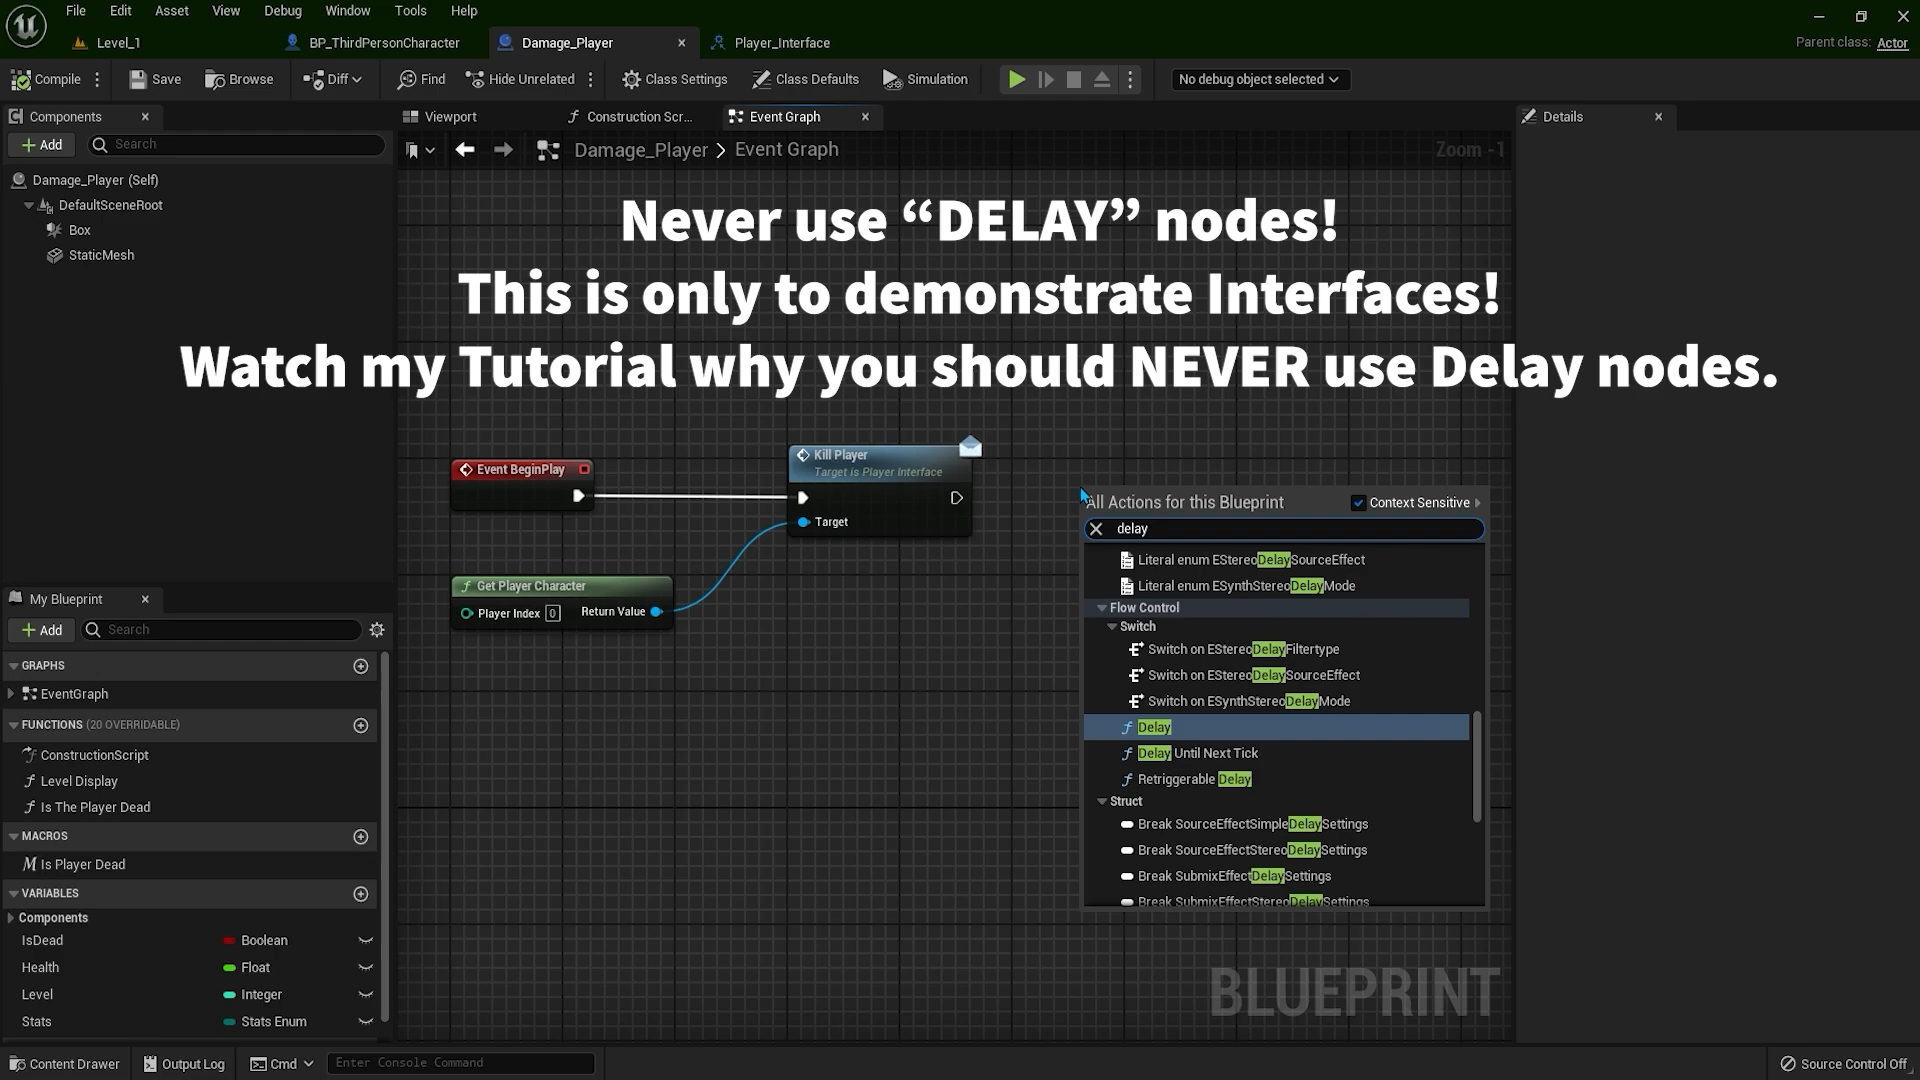 File Edit Asset View Debug Window Tools Help
Level_1 BP_ThirdPersonCharacter Damage_Player Player_Interface Parent class: Actor
Compile Save Browse Diff Find Hide Unrelated Class Settings Class Defaults Simulation No debug object selected
Components
Add Search
Damage_Player (Self)
DefaultSceneRoot
Box
StaticMesh
Viewport Construction Scr... Event Graph
Damage_Player > Event Graph Zoom -1
Details
Never use “DELAY” nodes!
This is only to demonstrate Interfaces!
Watch my Tutorial why you should NEVER use Delay nodes.
Event BeginPlay
Kill Player
Target is Player Interface
Target
Get Player Character
Player Index 0 Return Value
All Actions for this Blueprint Context Sensitive
delay
Literal enum EStereoDelaySourceEffect
Literal enum ESynthStereoDelayMode
Flow Control
Switch
Switch on EStereoDelayFiltertype
Switch on EStereoDelaySourceEffect
Switch on ESynthStereoDelayMode
Delay
Delay Until Next Tick
Retriggerable Delay
Struct
Break SourceEffectSimpleDelaySettings
Break SourceEffectStereoDelaySettings
Break SubmixEffectDelaySettings
Break SubmixEffectStereoDelaySettings
BLUEPRINT
My Blueprint
Add Search
GRAPHS
EventGraph
FUNCTIONS (20 OVERRIDABLE)
ConstructionScript
Level Display
Is The Player Dead
MACROS
Is Player Dead
VARIABLES
Components
IsDead Boolean
Health Float
Level Integer
Stats Stats Enum
Content Drawer Output Log Cmd Enter Console Command Source Control Off